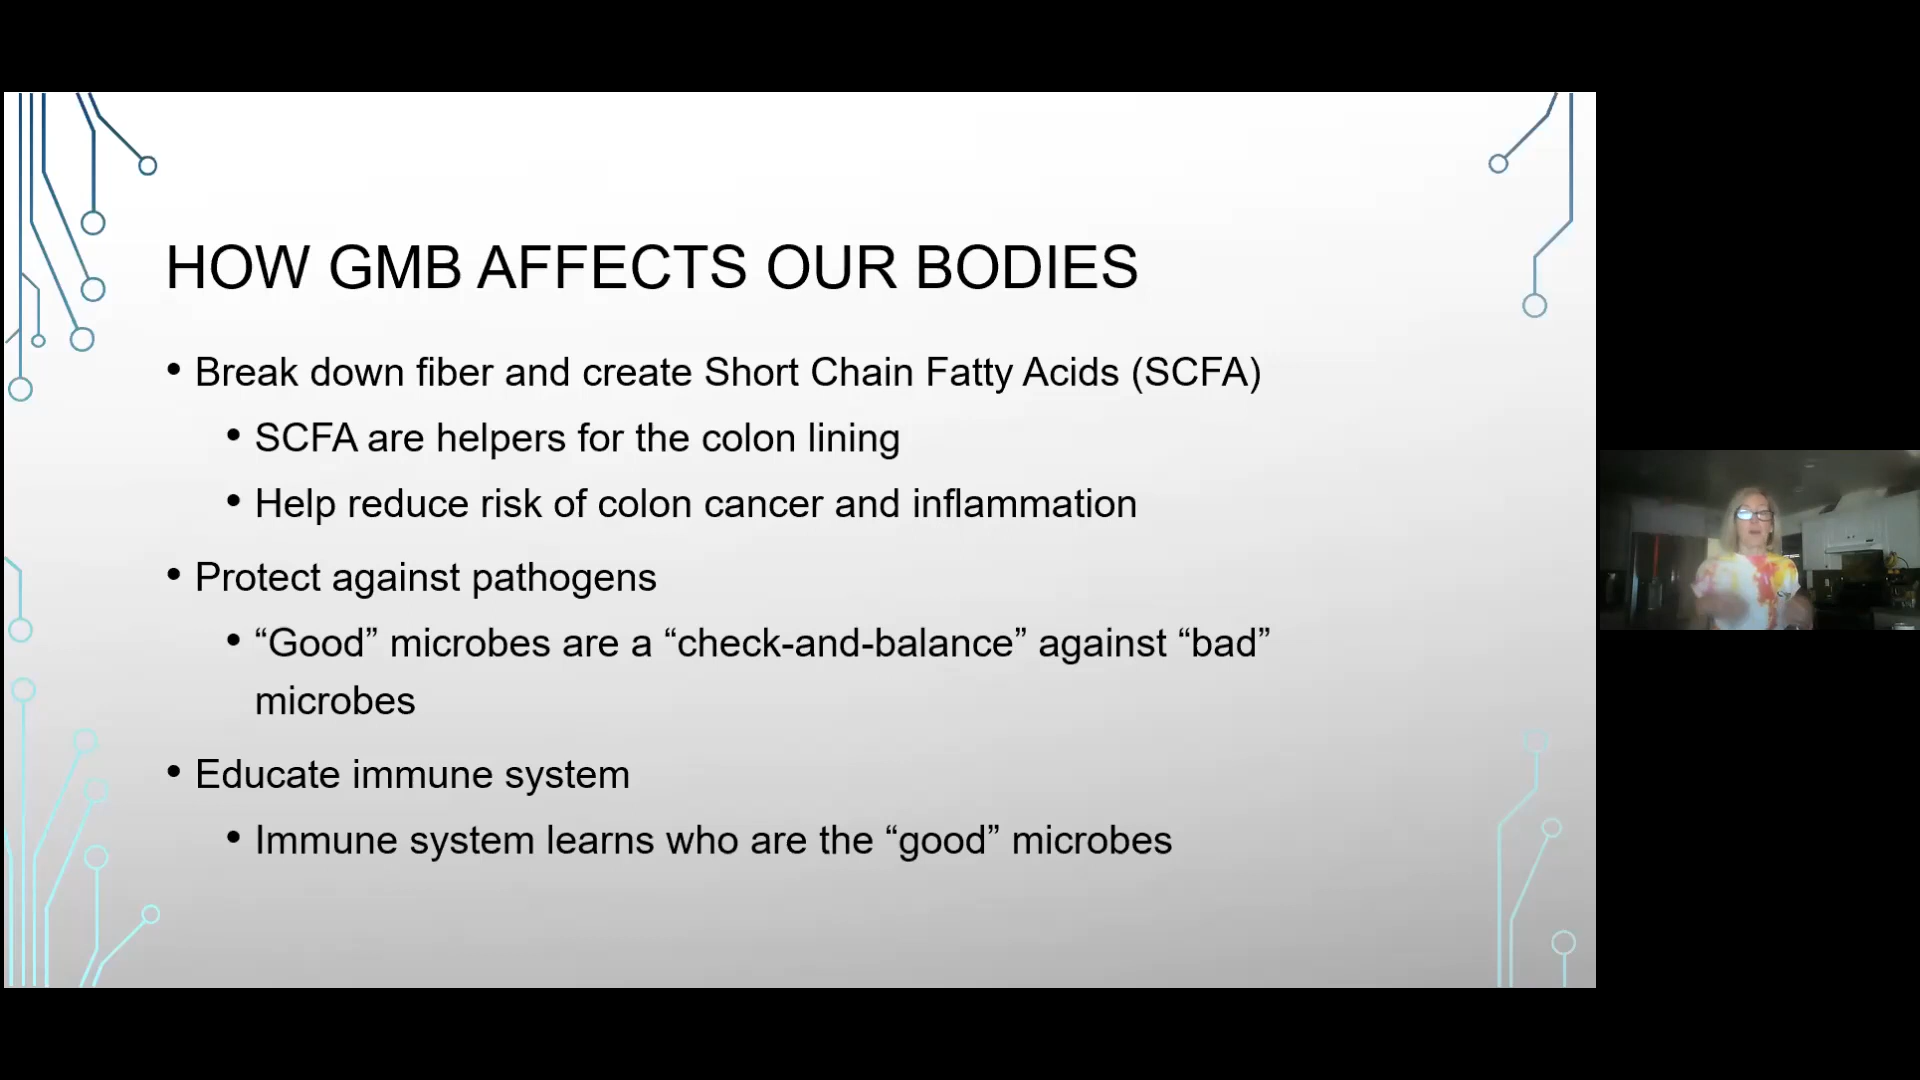 HOW GMB AFFECTS OUR BODIES
• Break down fiber and create Short Chain Fatty Acids (SCFA)
• SCFA are helpers for the colon lining
• Help reduce risk of colon cancer and inflammation
• Protect against pathogens
• “Good” microbes are a “check-and-balance” against “bad”
microbes
• Educate immune system
• Immune system learns who are the “good” microbes